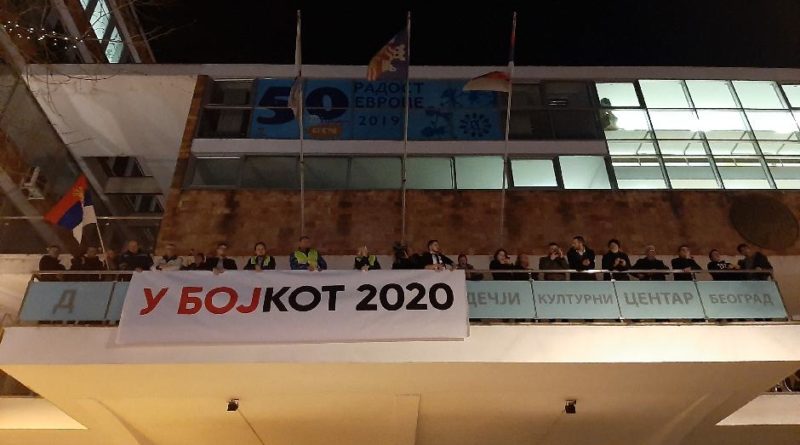 50
РАДОСТ
ЕВРОПЕ
2019
Д
У БОЈКОТ 2020
ДЕЧЈИ КУЛТУРНИ ЦЕНТАР БЕОГРАД